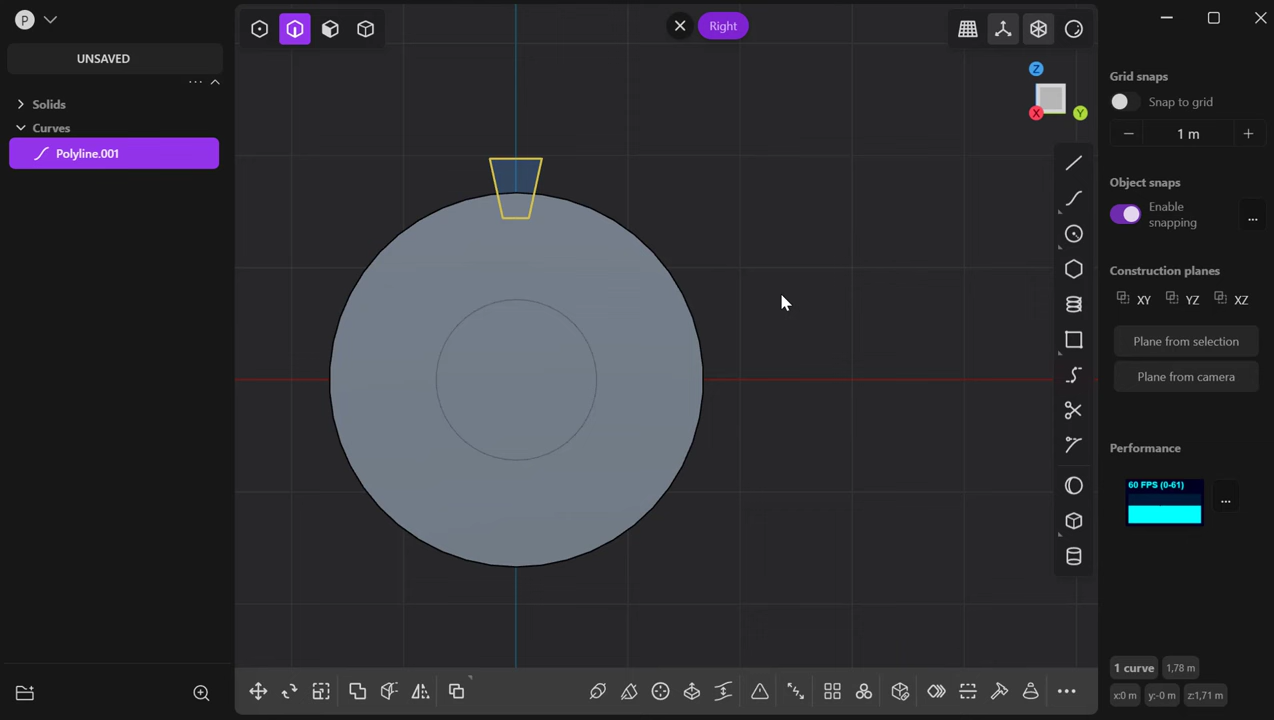 P
UNSAVED
Solids
Curves
Polyline.001
Right
Z
X
Y
Grid snaps
Snap to grid
1 m
Object snaps
Enable
snapping
...
Construction planes
XY
YZ
XZ
Plane from selection
Plane from camera
Performance
60 FPS (0-61)
...
1 curve
1,78 m
x:0 m
y:-0 m
z:1,71 m